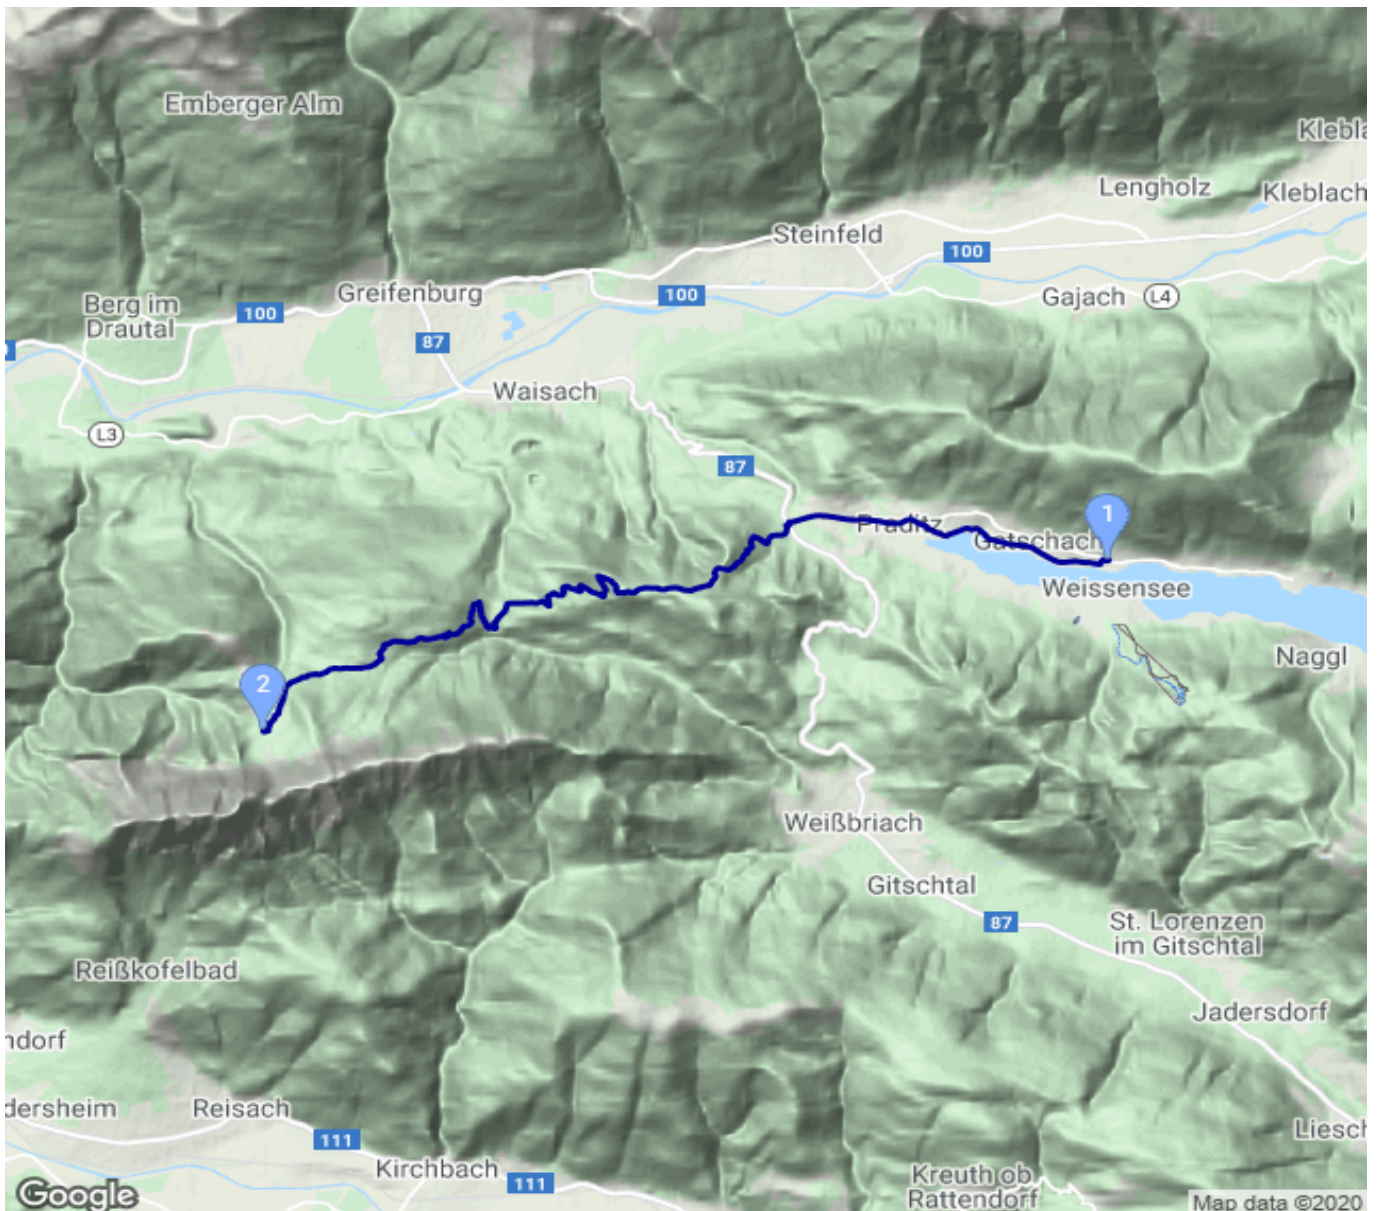 Emberger Alm
Klebla
Lengholz
Kleblach
Steinfeld
100
Greifenburg
100
Gajach
L4
Berg im
Drautal
100
87
Waisach
L3
87
1
Praditz
Gatschach
Weissensee
Naggl
2
Weißbriach
Gitschtal
87
St. Lorenzen
im Gitschtal
Reißkofelbad
Jadersdorf
ndorf
dersheim
Reisach
111
Liesch
Kirchbach
111
Kreuth ob
Rattendorf
Google
Map data ©2020